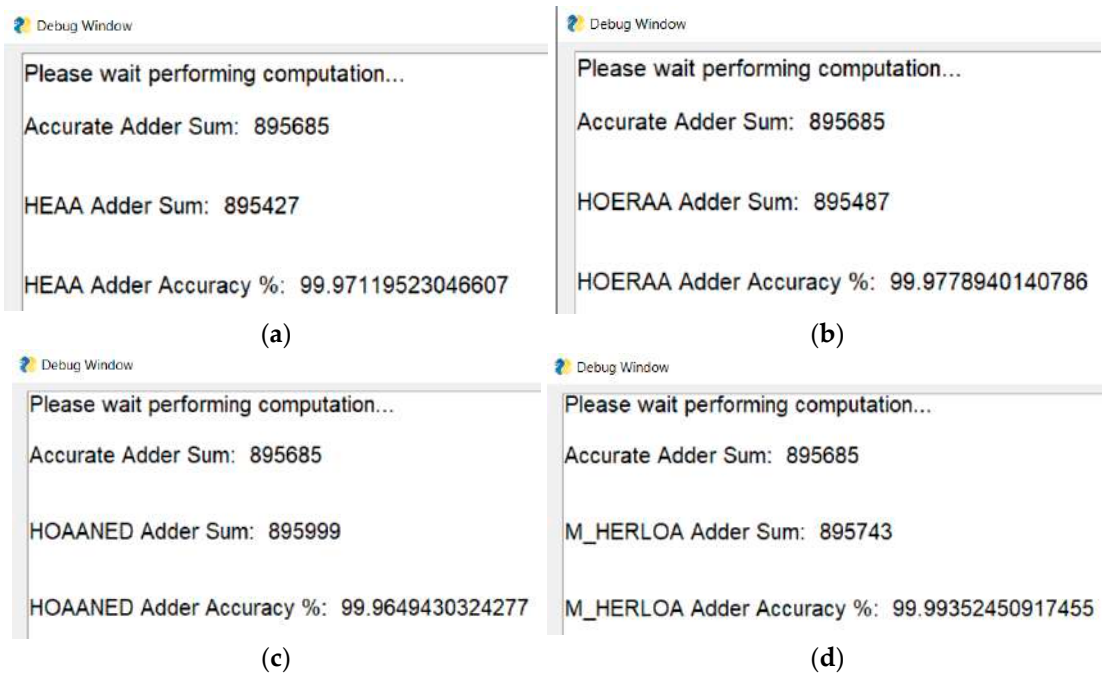 Debug Window
Please wait performing computation...
Accurate Adder Sum: 895685
HEAA Adder Sum: 895427
HEAA Adder Accuracy %: 99.97119523046607
(a)
Debug Window
Please wait performing computation...
Accurate Adder Sum: 895685
HOERAA Adder Sum: 895487
HOERAA Adder Accuracy %: 99.9778940140786
(b)
Debug Window
Please wait performing computation...
Accurate Adder Sum: 895685
HOAANED Adder Sum: 895999
HOAANED Adder Accuracy %: 99.9649430324277
(c)
Debug Window
Please wait performing computation...
Accurate Adder Sum: 895685
M_HERLOA Adder Sum: 895743
M_HERLOA Adder Accuracy %: 99.99352450917455
(d)